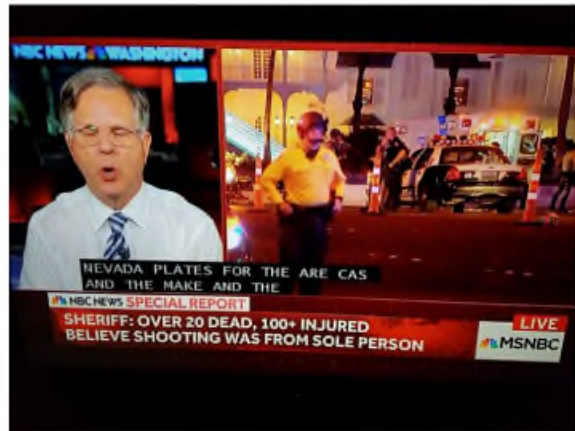 NBC NEWS WASHINGTON
NEVADA PLATES FOR THE ARE CAS
AND THE MAKE AND THE
NBC NEWS SPECIAL REPORT
SHERIFF: OVER 20 DEAD, 100+ INJURED
BELIEVE SHOOTING WAS FROM SOLE PERSON
LIVE
MSNBC